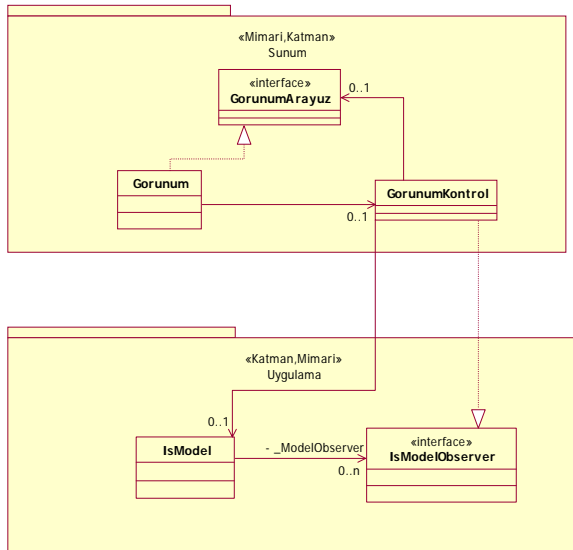 «Mimari,Katman»
Sunum
«interface»
GorunumArayuz
0..1
Gorunum
GorunumKontrol
0..1
«Katman,Mimari»
Uygulama
0..1
IsModel
- _ModelObserver
0..n
«interface»
IsModelObserver